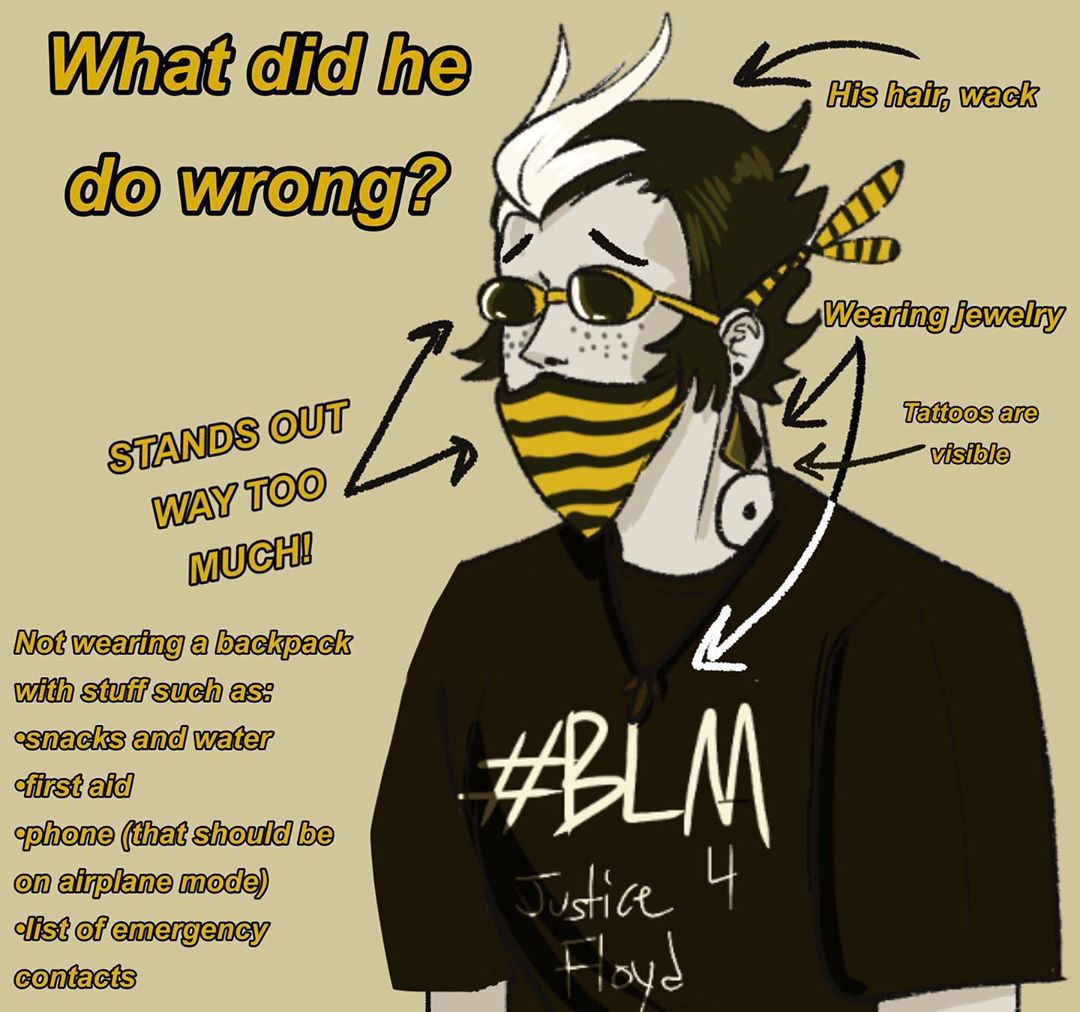 What did he
do wrong?
His hair, wack
Wearing jewelry
Tattoos are
visible
STANDS OUT
WAY TOO
MUCH!
Not wearing a backpack
with stuff such as:
•snacks and water
•first aid
•phone (that should be
on airplane mode)
•list of emergency
contacts
#BLM
Justice 4
Floyd